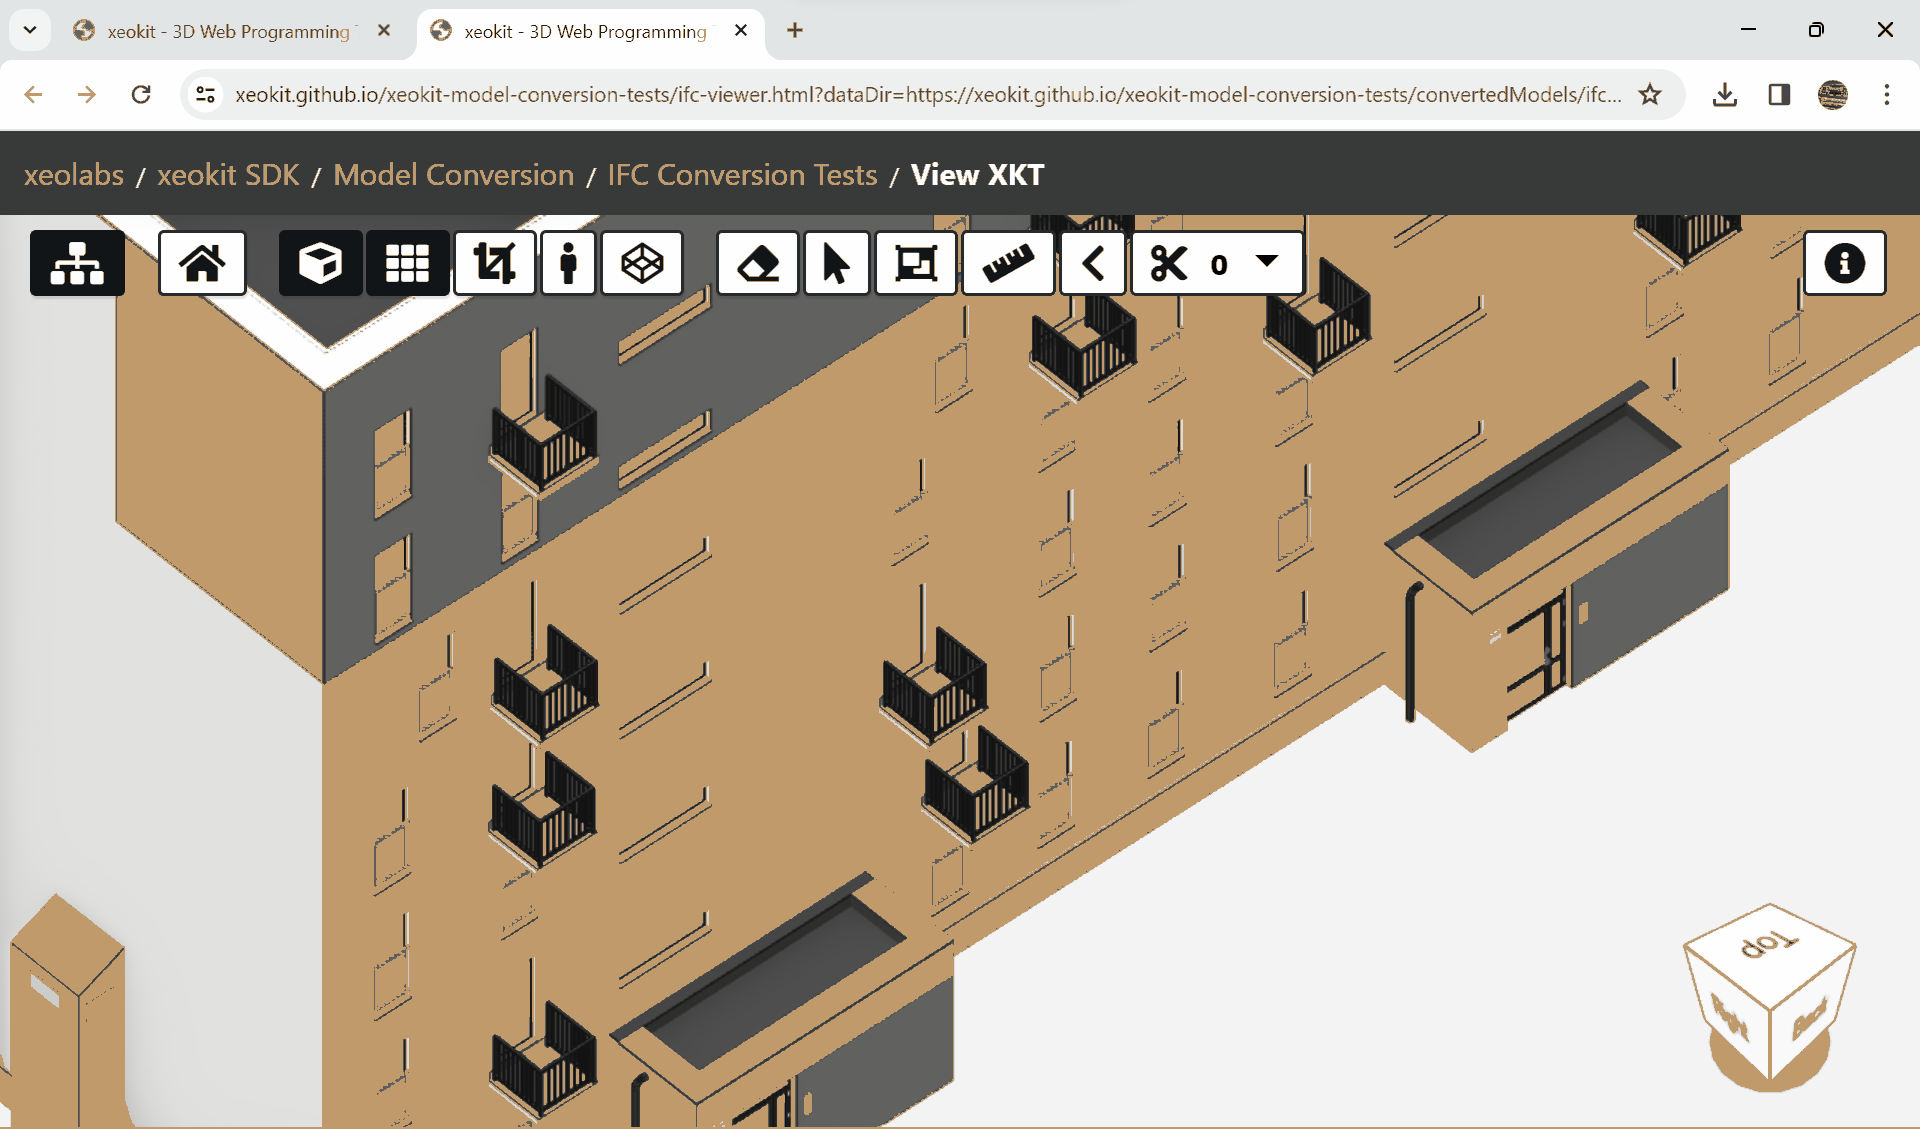 xeokit - 3D Web Programming
xeokit - 3D Web Programming
xeokit.github.io/xeokit-model-conversion-tests/ifc-viewer.html?dataDir=https://xeokit.github.io/xeokit-model-conversion-tests/convertedModels/ifc...
xeolabs / xeokit SDK / Model Conversion / IFC Conversion Tests / View XKT
0
Top
Right
Back